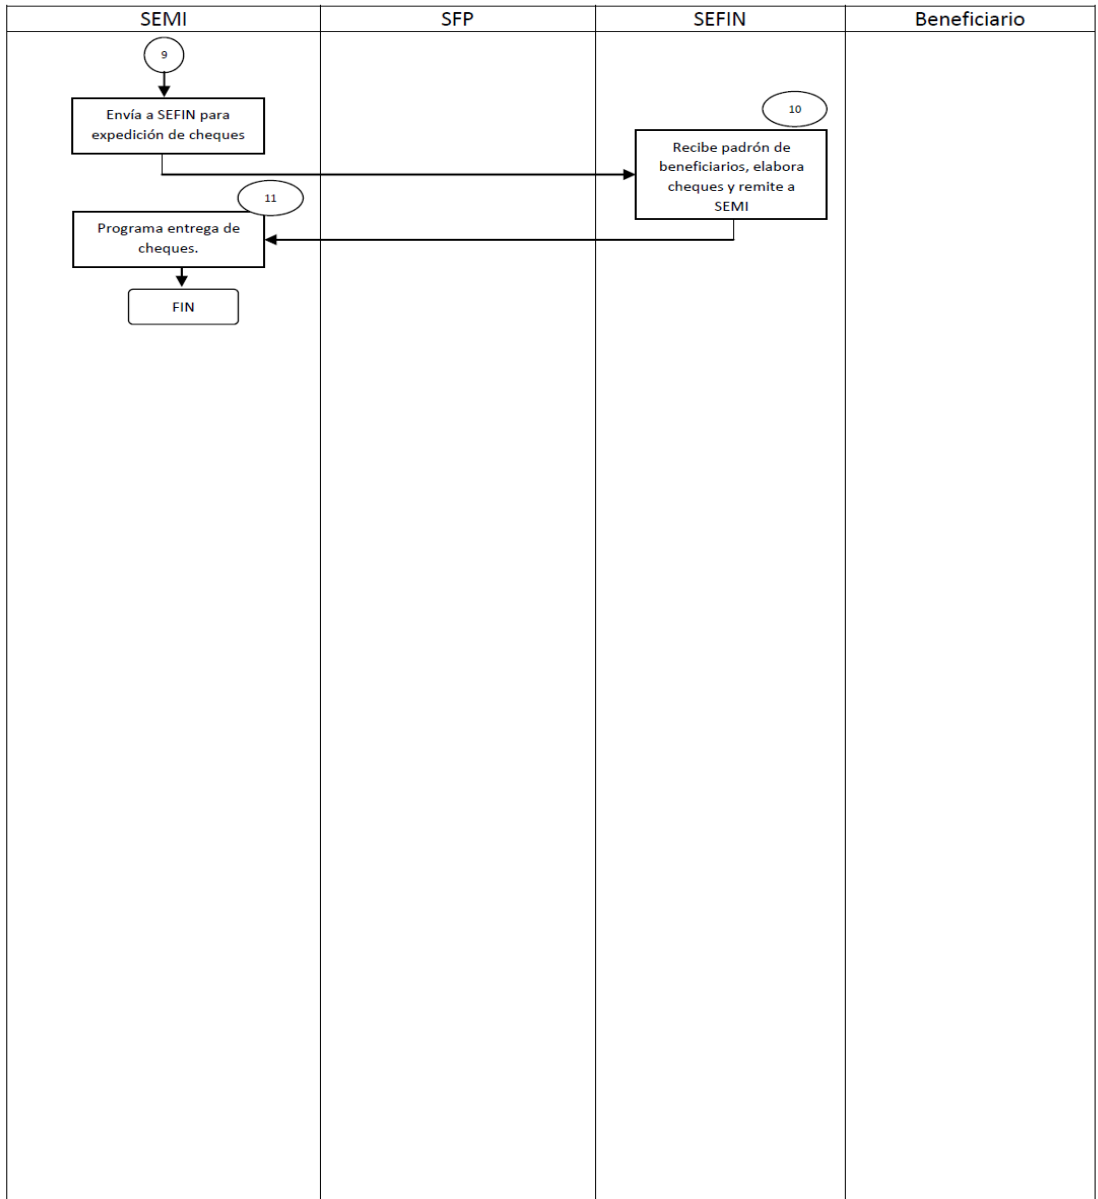 SEMI
SFP
SEFIN
Beneficiario
9
Envía a SEFIN para
expedición de cheques
10
Recibe padrón de
beneficiarios, elabora
cheques y remite a
SEMI
11
Programa entrega de
cheques.
FIN